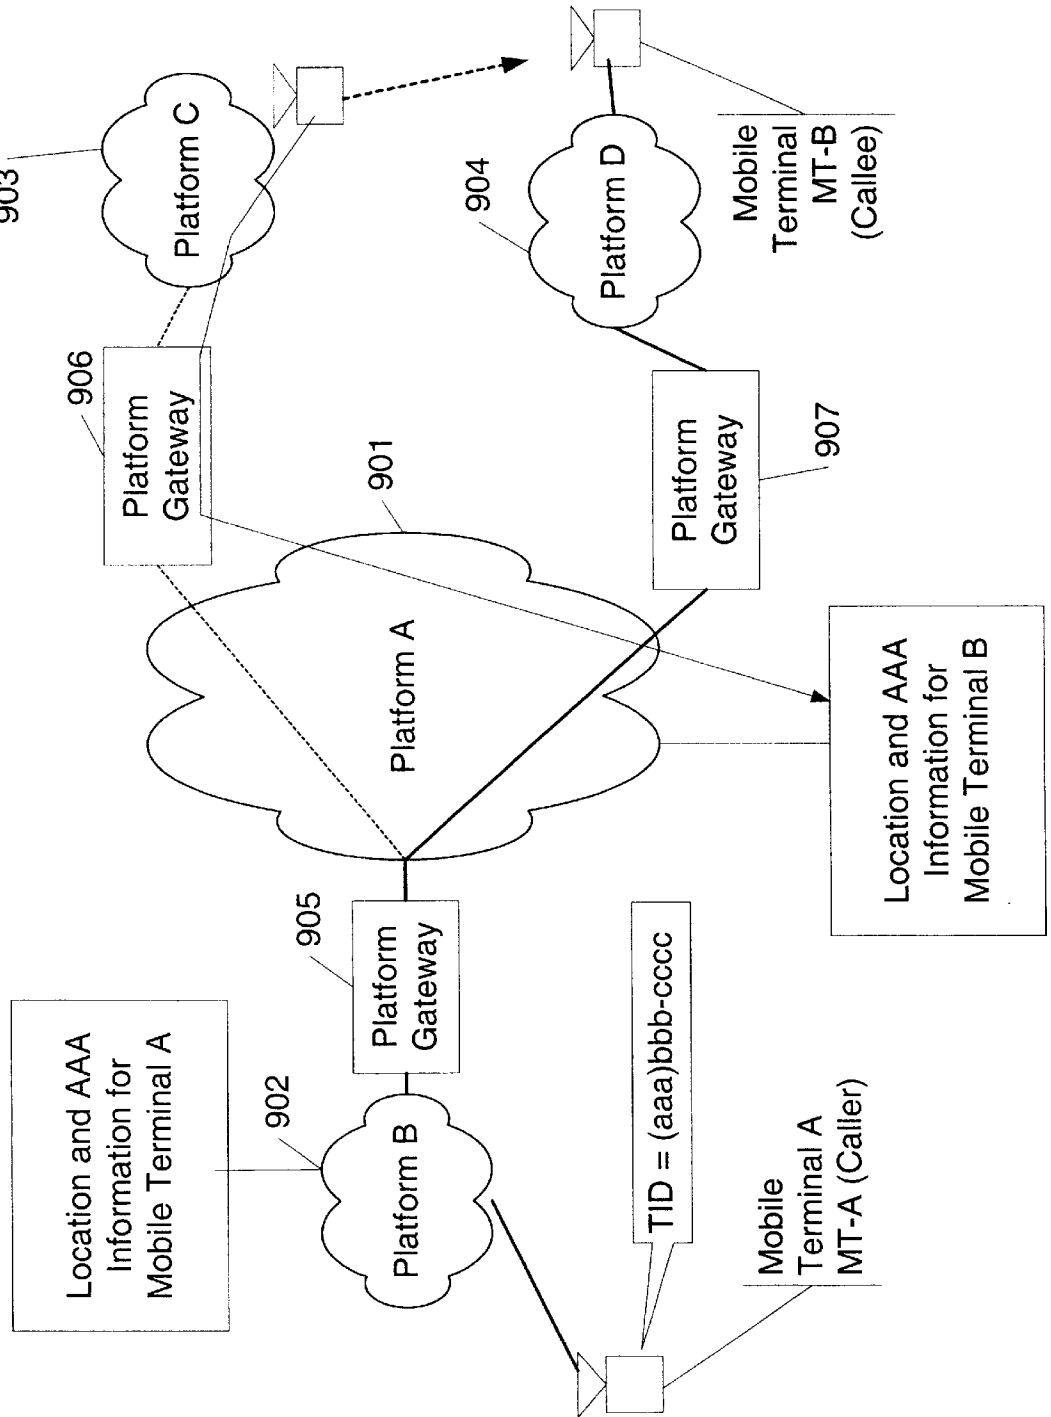 903
Platform C
906
Platform
Gateway
904
Platform D
Mobile
Terminal
MT-B
(Callee)
901
Platform A
Platform
Gateway
907
Location and AAA
Information for
Mobile Terminal B
905
Platform
Gateway
Location and AAA
Information for
Mobile Terminal A
902
Platform B
TID = (aaa)bbb-cccc
Mobile
Terminal A
MT-A (Caller)